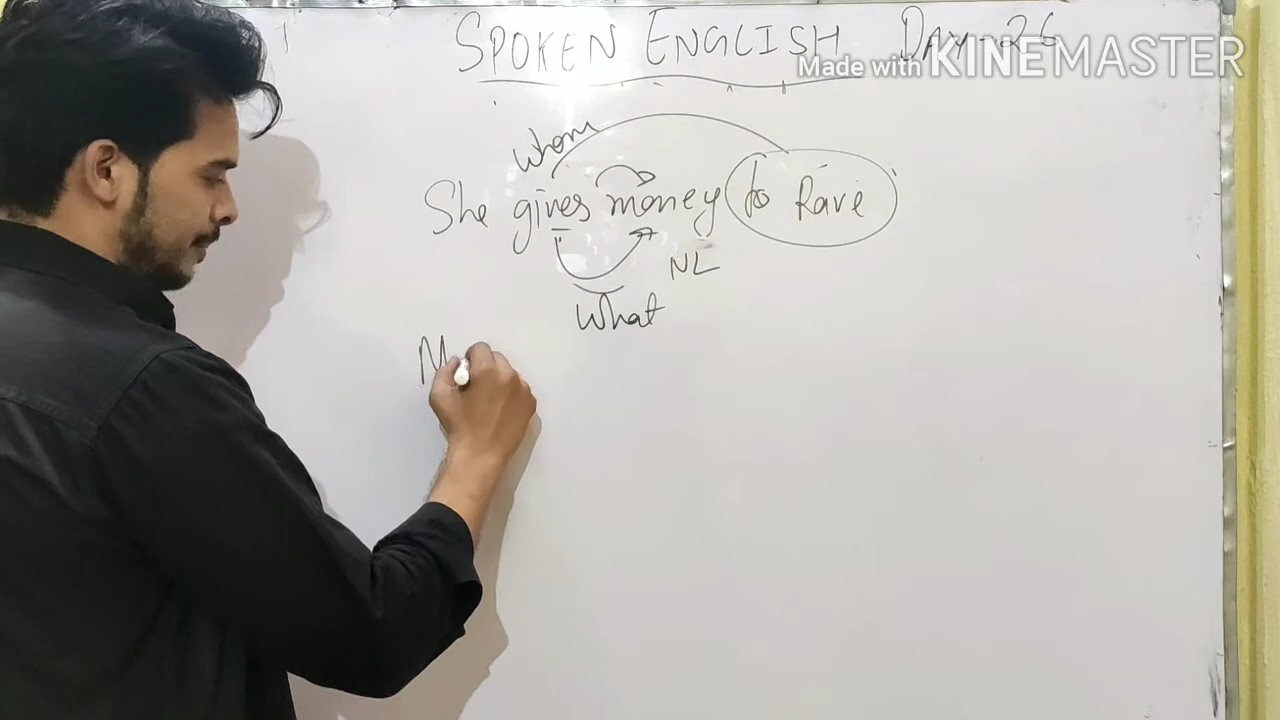 SPOKEN ENGLISH DAY-26
Made with KINEMASTER
whom
She gives money to Ravi
NL
what
M